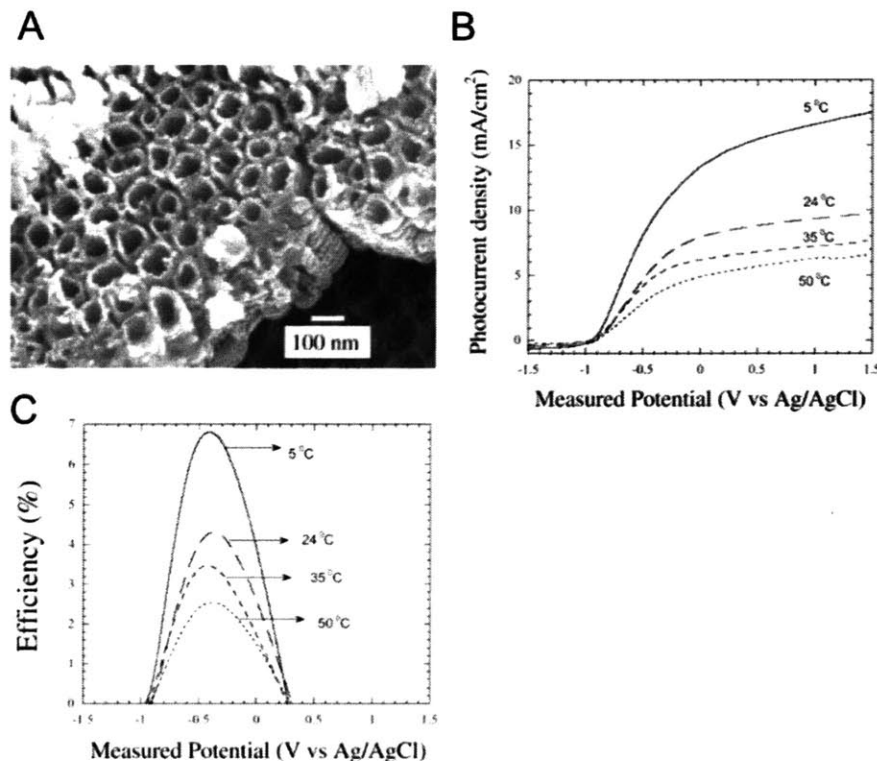 A
100 nm
B
Photocurrent density (mA/cm²)
20
15
10
5
0
5 °C
24 °C
35 °C
50 °C
-1.5 -1 -0.5 0 0.5 1 1.5
Measured Potential (V vs Ag/AgCl)
C
Efficiency (%)
7
6
5
4
3
2
1
0
5 °C
24 °C
35 °C
50 °C
-1.5 -1 -0.5 0 0.5 1 1.5
Measured Potential (V vs Ag/AgCl)